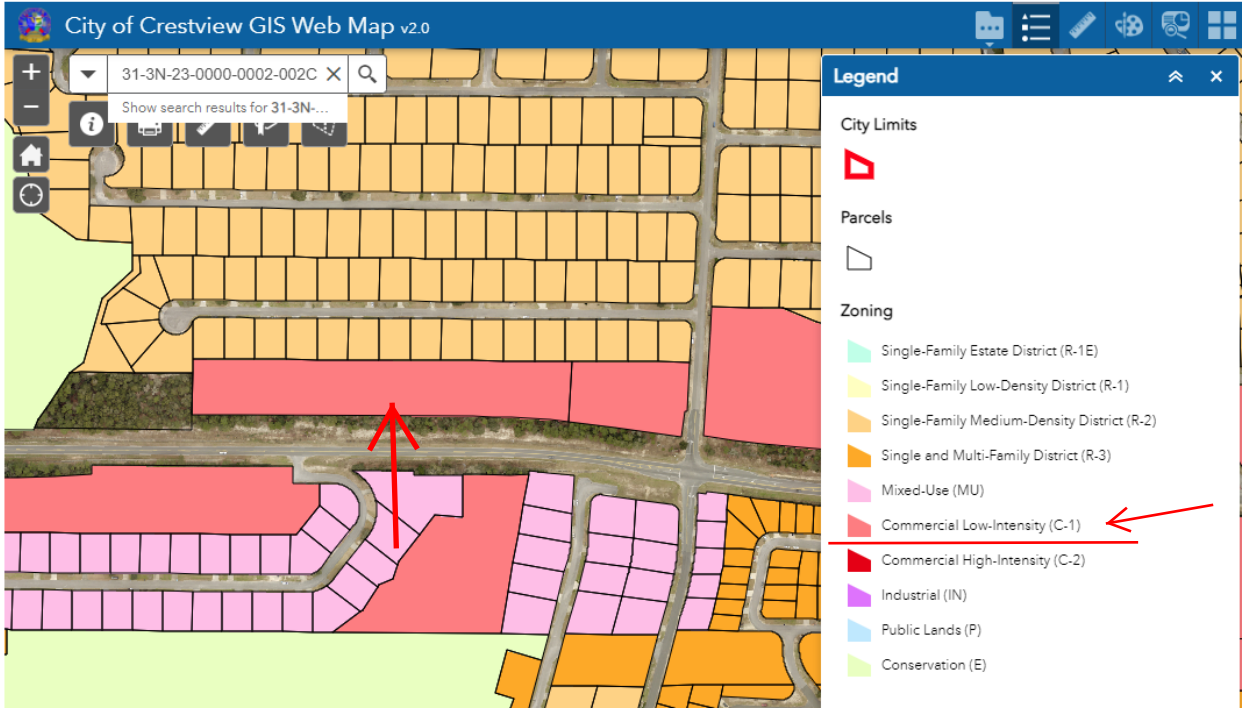 City of Crestview GIS Web Map v2.0
31-3N-23-0000-0002-002C
Show search results for 31-3N-...
Legend
City Limits
Parcels
Zoning
Single-Family Estate District (R-1E)
Single-Family Low-Density District (R-1)
Single-Family Medium-Density District (R-2)
Single and Multi-Family District (R-3)
Mixed-Use (MU)
Commercial Low-Intensity (C-1)
Commercial High-Intensity (C-2)
Industrial (IN)
Public Lands (P)
Conservation (E)